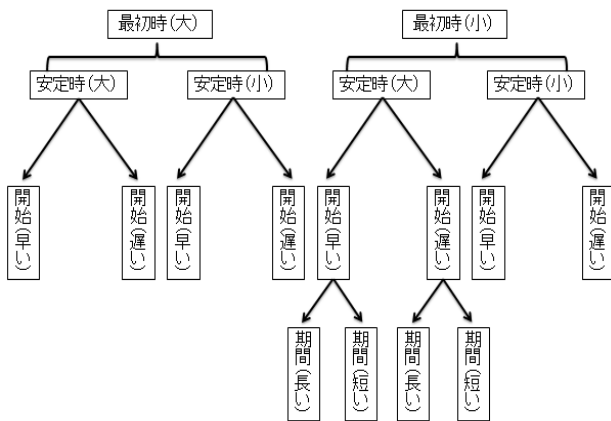 最初時(大)
最初時(小)
安定時(大)
安定時(小)
安定時(大)
安定時(小)
開始(早い)
開始(遅い)
開始(早い)
開始(遅い)
開始(早い)
開始(遅い)
開始(早い)
開始(遅い)
期間(長い)
期間(短い)
期間(長い)
期間(短い)